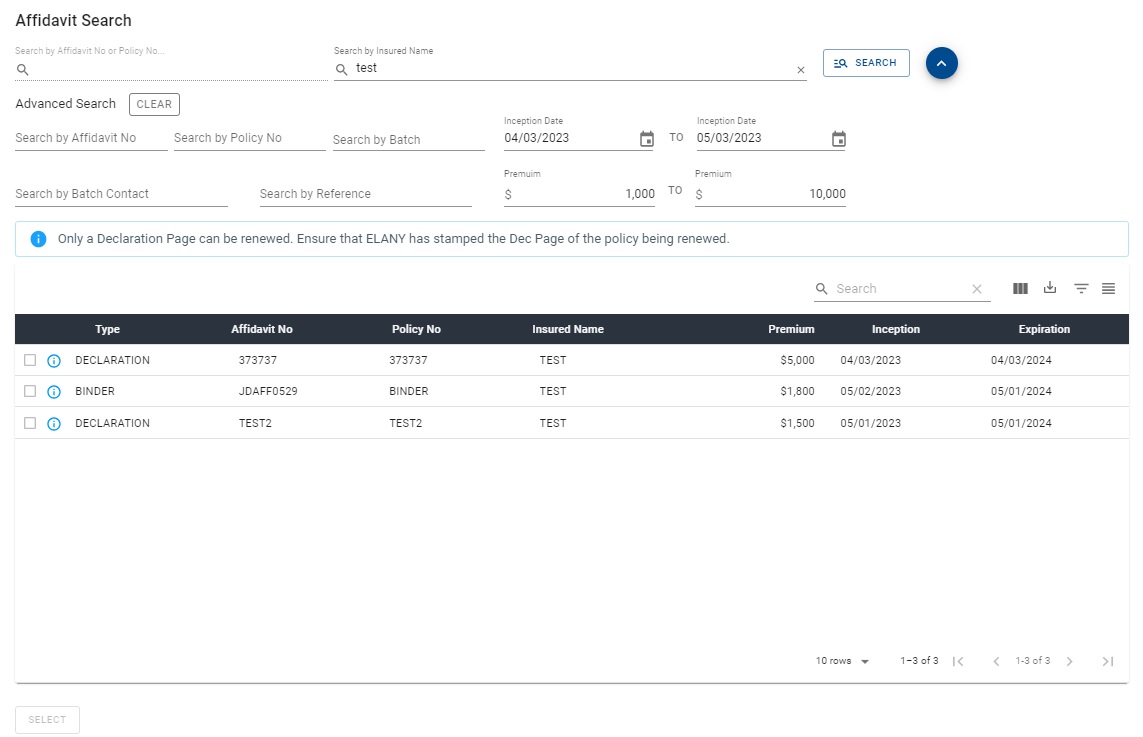 Affidavit Search
Search by Affidavit No or Policy No...
Search by Insured Name
test
SEARCH
Advanced Search CLEAR
Search by Affidavit No Search by Policy No Search by Batch
Inception Date 04/03/2023 TO Inception Date 05/03/2023
Search by Batch Contact Search by Reference
Premuim $ 1,000 TO Premium $ 10,000
Only a Declaration Page can be renewed. Ensure that ELANY has stamped the Dec Page of the policy being renewed.
Search
Type Affidavit No Policy No Insured Name Premium Inception Expiration
DECLARATION 373737 373737 TEST $5,000 04/03/2023 04/03/2024
BINDER JDAFF0529 BINDER TEST $1,800 05/02/2023 05/01/2024
DECLARATION TEST2 TEST2 TEST $1,500 05/01/2023 05/01/2024
10 rows 1–3 of 3 1-3 of 3
SELECT